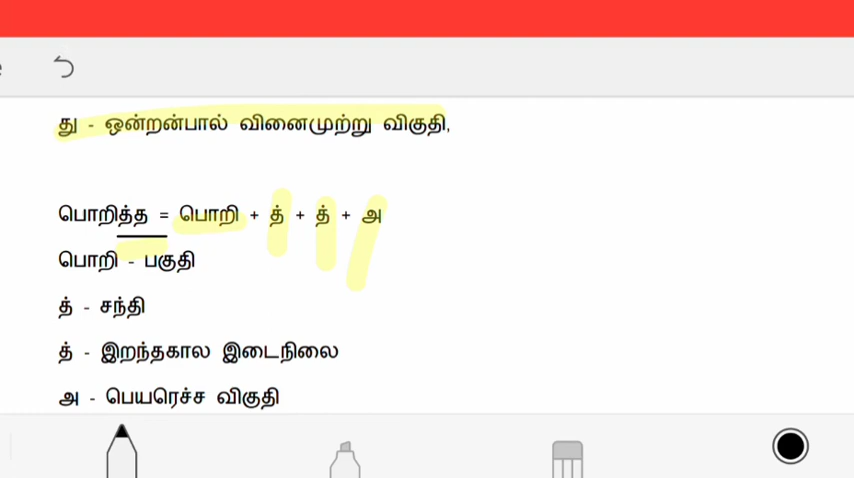 து - ஒன்றன்பால் வினைமுற்று விகுதி,
பொறித்த = பொறி + த் + த் + அ
பொறி - பகுதி
த் - சந்தி
த் - இறந்தகால இடைநிலை
அ - பெயரெச்ச விகுதி